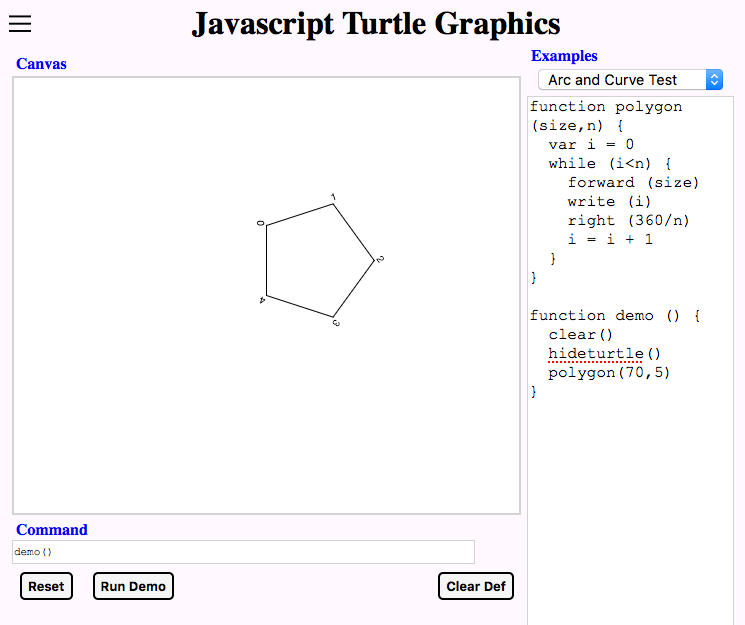 Javascript Turtle Graphics
Canvas
1
0
2
4
3
Command
demo()
Reset
Run Demo
Clear Def
Examples
Arc and Curve Test
function polygon
(size,n) {
  var i = 0
  while (i<n) {
    forward (size)
    write (i)
    right (360/n)
    i = i + 1
  }
}

function demo () {
  clear()
  hideturtle()
  polygon(70,5)
}